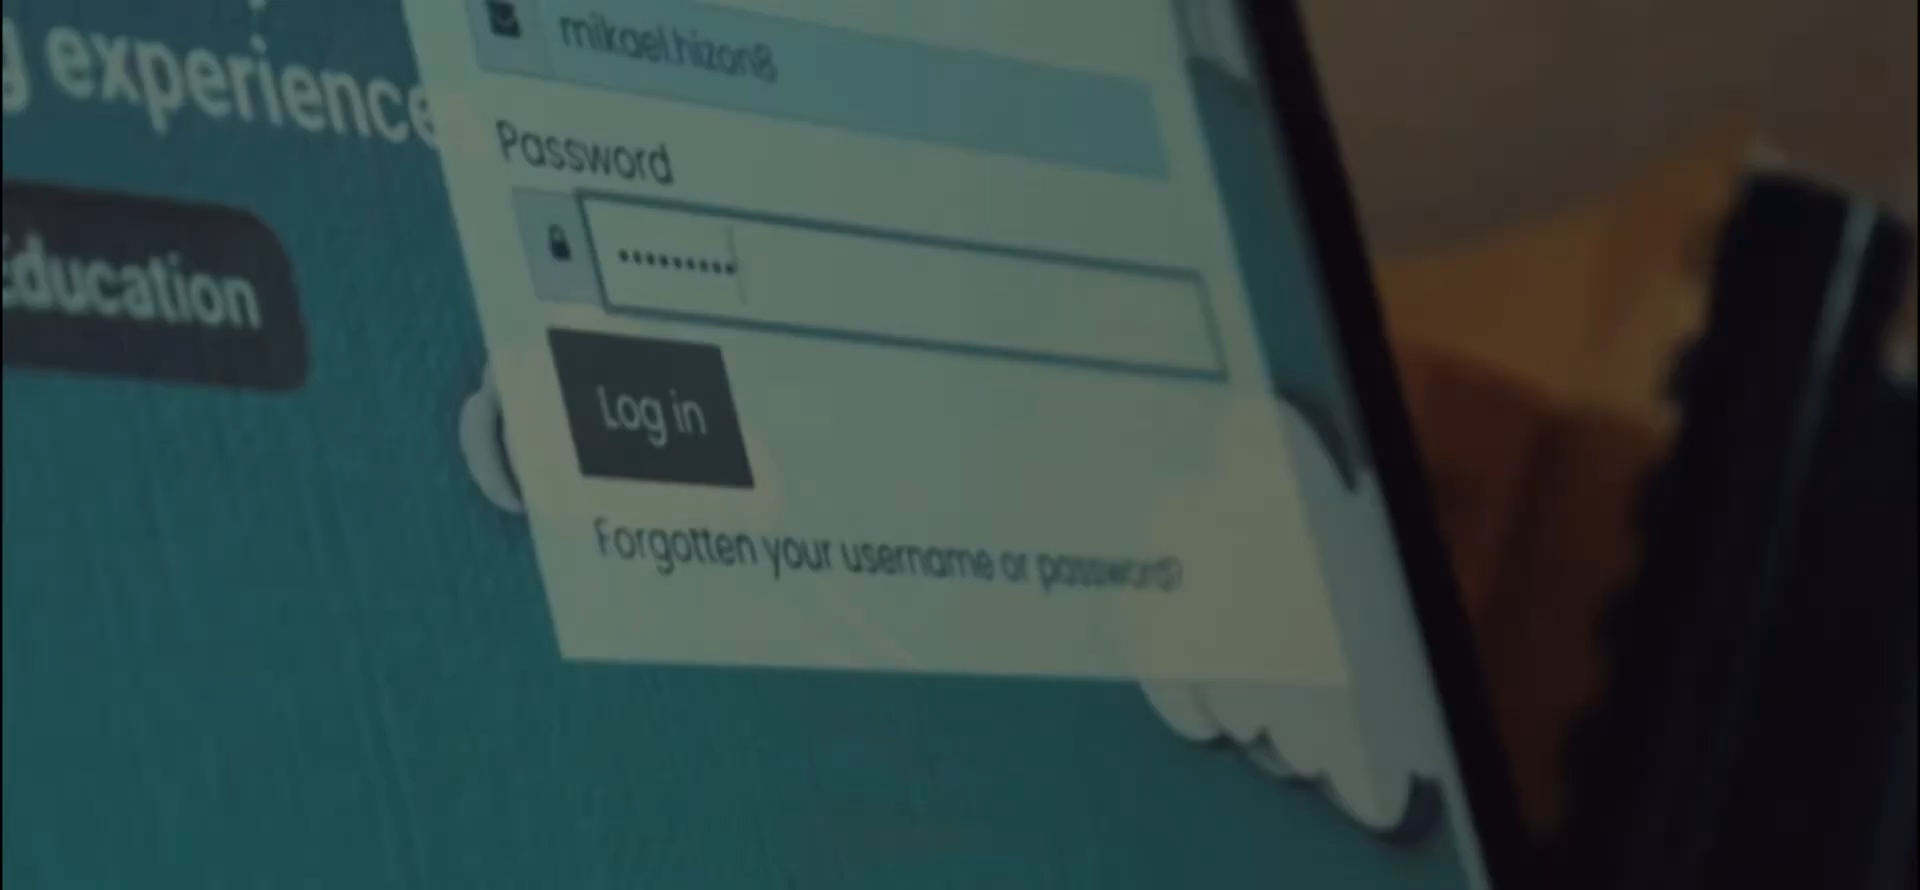 g experience
Education
mikael.hizon8
Password
•••••••••
Log in
Forgotten your username or password?